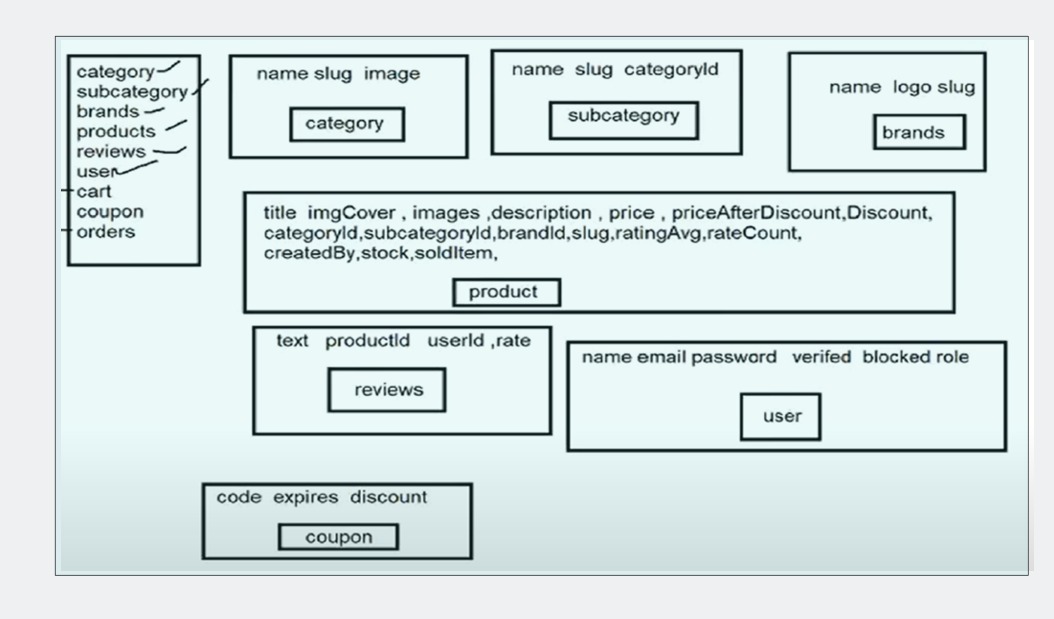 category
subcategory
brands
products
reviews
user
cart
coupon
orders
name slug image
category
name slug categoryId
subcategory
name logo slug
brands
title imgCover , images ,description , price , priceAfterDiscount,Discount,
categoryId,subcategoryId,brandId,slug,ratingAvg,rateCount,
createdBy,stock,soldItem,
product
text productId userId ,rate
reviews
name email password verifed blocked role
user
code expires discount
coupon